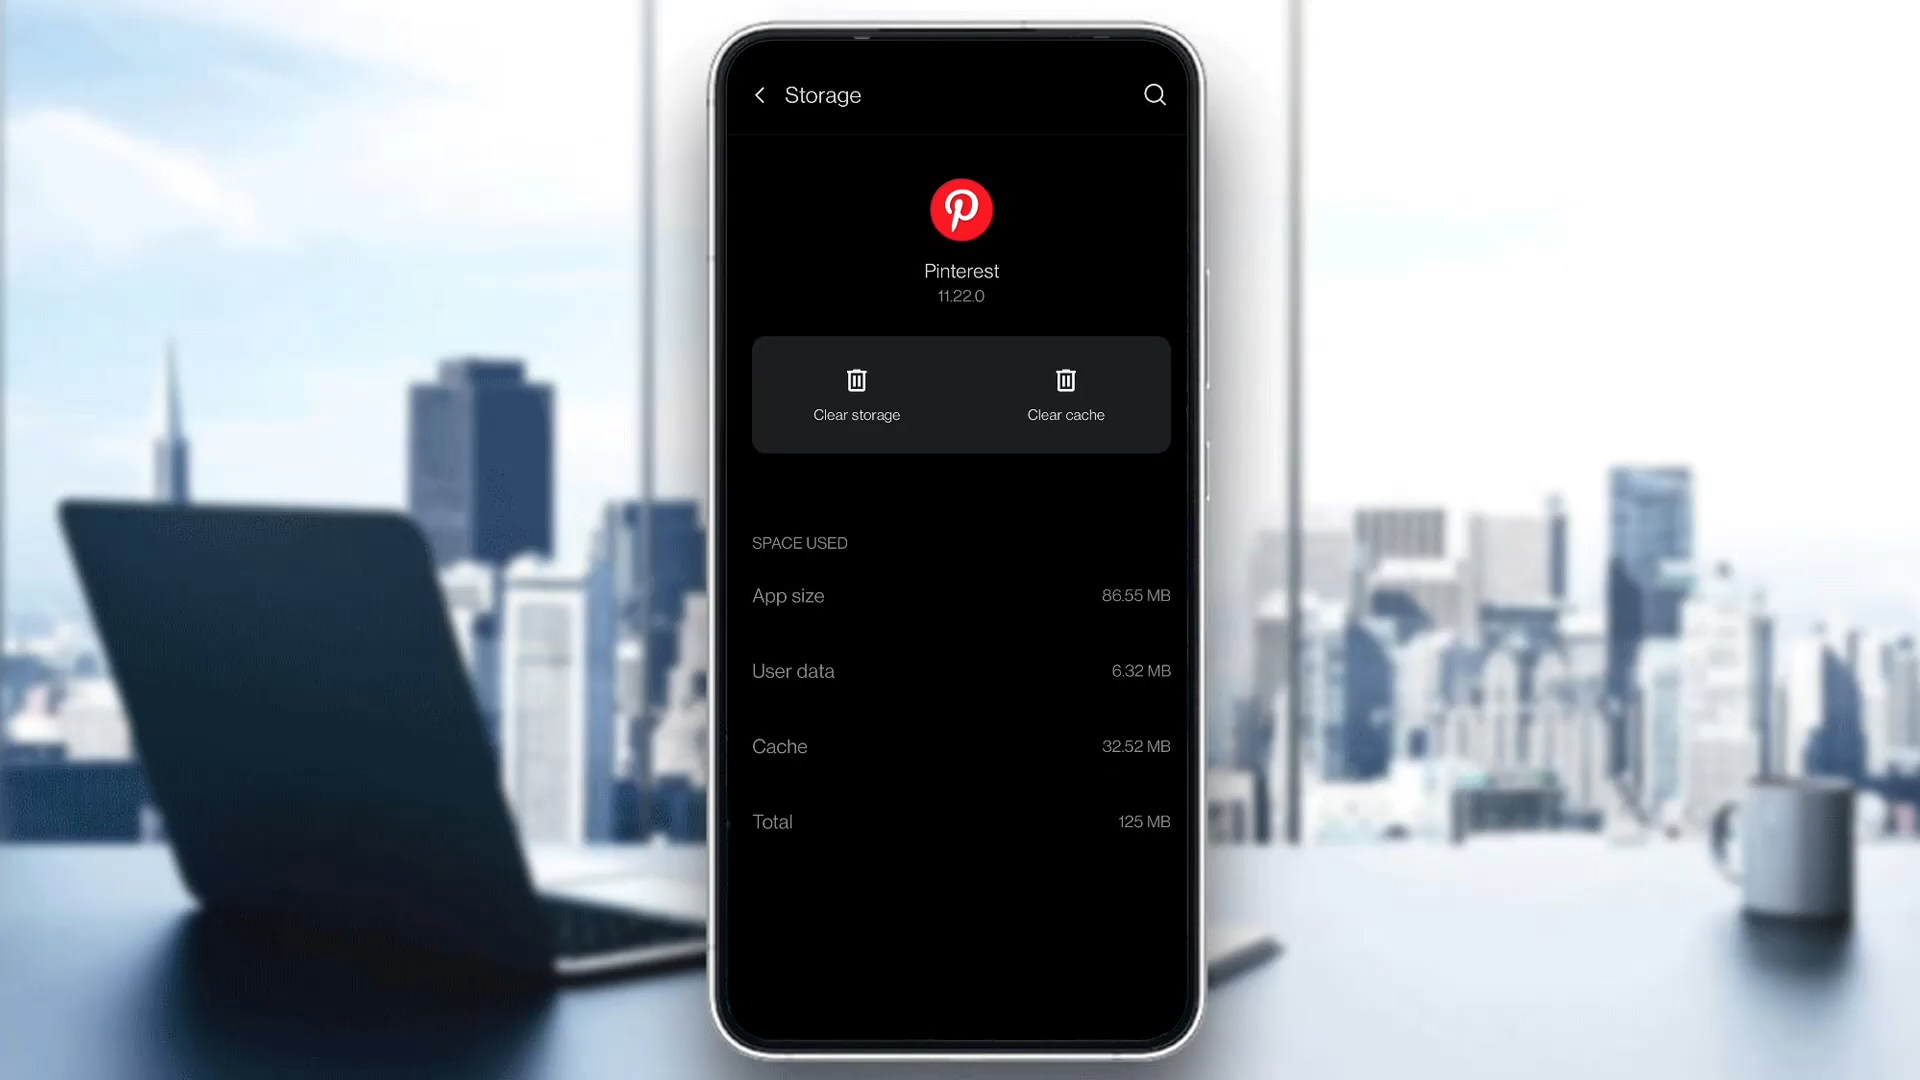 Storage
Pinterest
11.22.0
Clear storage
Clear cache
SPACE USED
App size
86.55 MB
User data
6.32 MB
Cache
32.52 MB
Total
125 MB